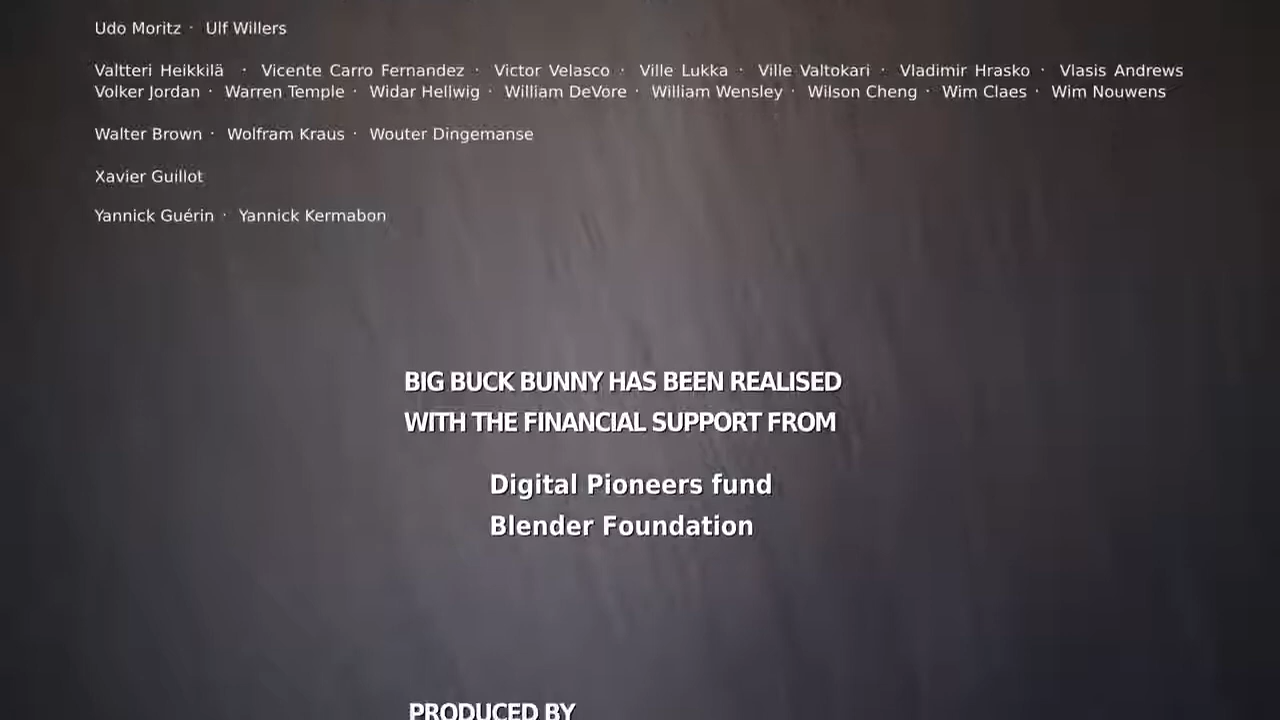 Udo Moritz · Ulf Willers
Valtteri Heikkilä · Vicente Carro Fernandez · Victor Velasco · Ville Lukka · Ville Valtokari · Vladimir Hrasko · Vlasis Andrews
Volker Jordan · Warren Temple · Widar Hellwig · William DeVore · William Wensley · Wilson Cheng · Wim Claes · Wim Nouwens
Walter Brown · Wolfram Kraus · Wouter Dingemanse
Xavier Guillot
Yannick Guérin · Yannick Kermabon
BIG BUCK BUNNY HAS BEEN REALISED
WITH THE FINANCIAL SUPPORT FROM
Digital Pioneers fund
Blender Foundation
PRODUCED BY